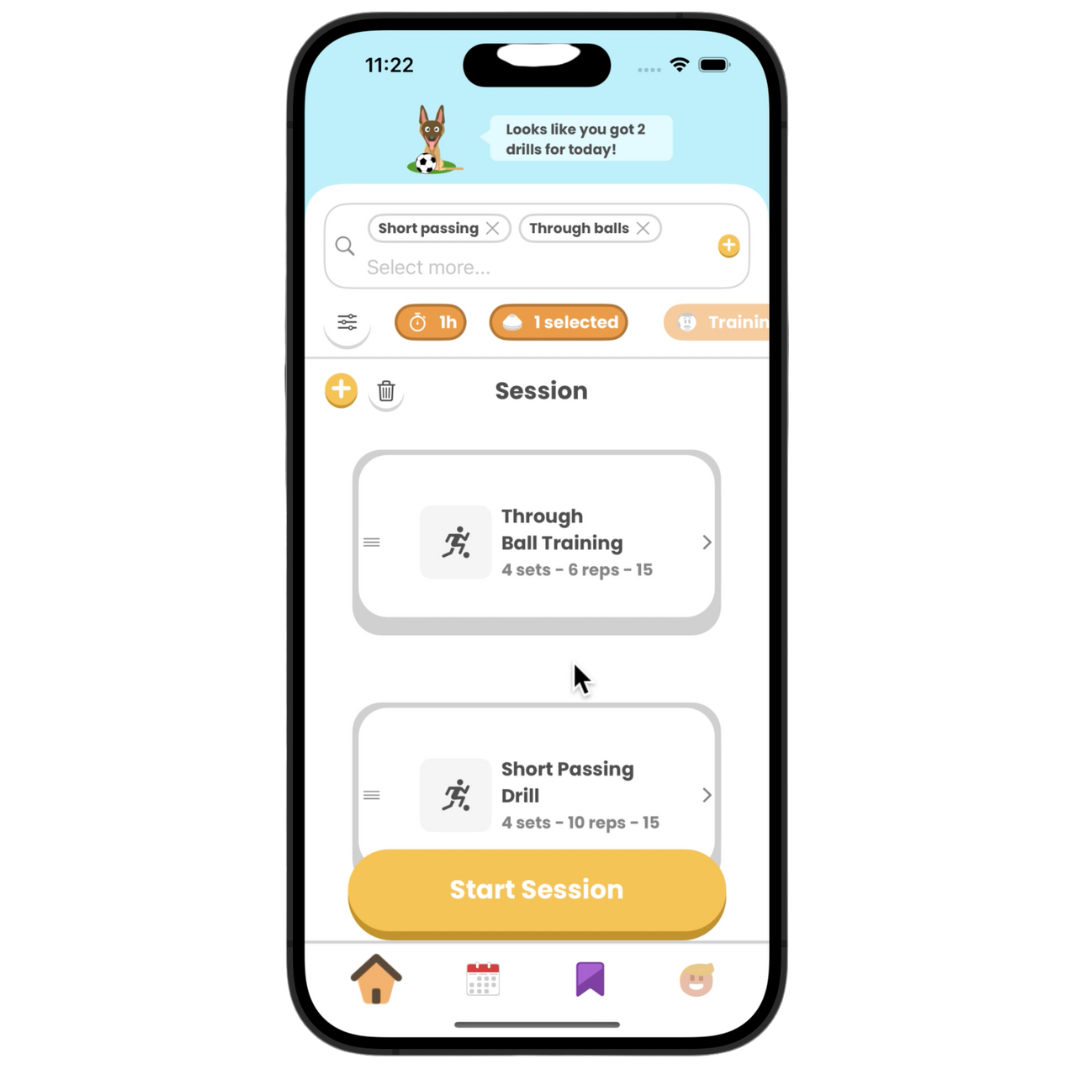 11:22
Looks like you got 2
drills for today!
Short passing
Through balls
Select more...
1h
1 selected
Trainin
Session
Through
Ball Training
4 sets - 6 reps - 15
Short Passing
Drill
4 sets - 10 reps - 15
Start Session